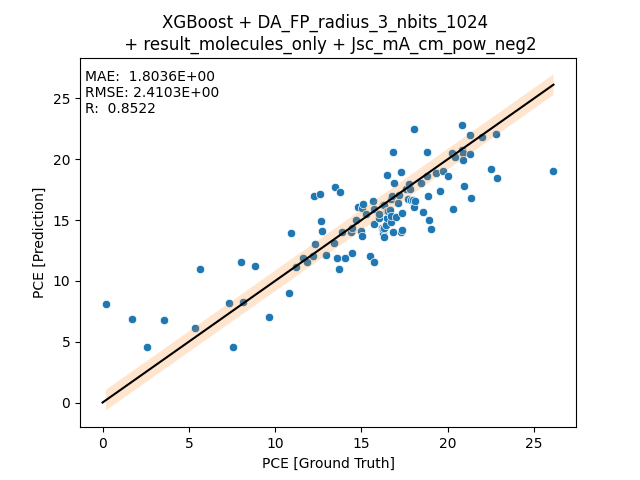 XGBoost + DA_FP_radius_3_nbits_1024
+ result_molecules_only + Jsc_mA_cm_pow_neg2
MAE: 1.8036E+00
RMSE: 2.4103E+00
R: 0.8522
PCE [Prediction]
25
20
15
10
5
0
0 5 10 15 20 25
PCE [Ground Truth]